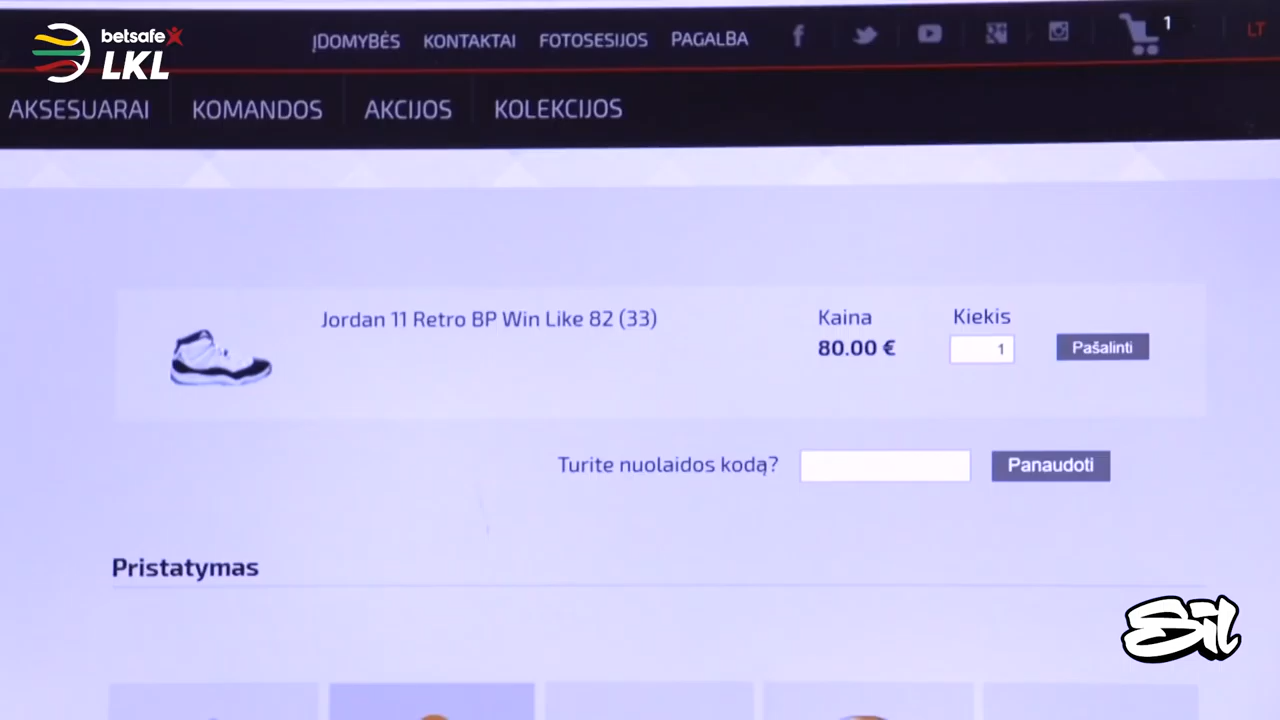 betsafe
LKL
ĮDOMYBĖS KONTAKTAI FOTOSESIJOS PAGALBA
1
LT
AKSESUARAI KOMANDOS AKCIJOS KOLEKCIJOS
Jordan 11 Retro BP Win Like 82 (33)
Kaina
80.00 €
Kiekis
1
Pašalinti
Turite nuolaidos kodą?
Panaudoti
Pristatymas
Sil